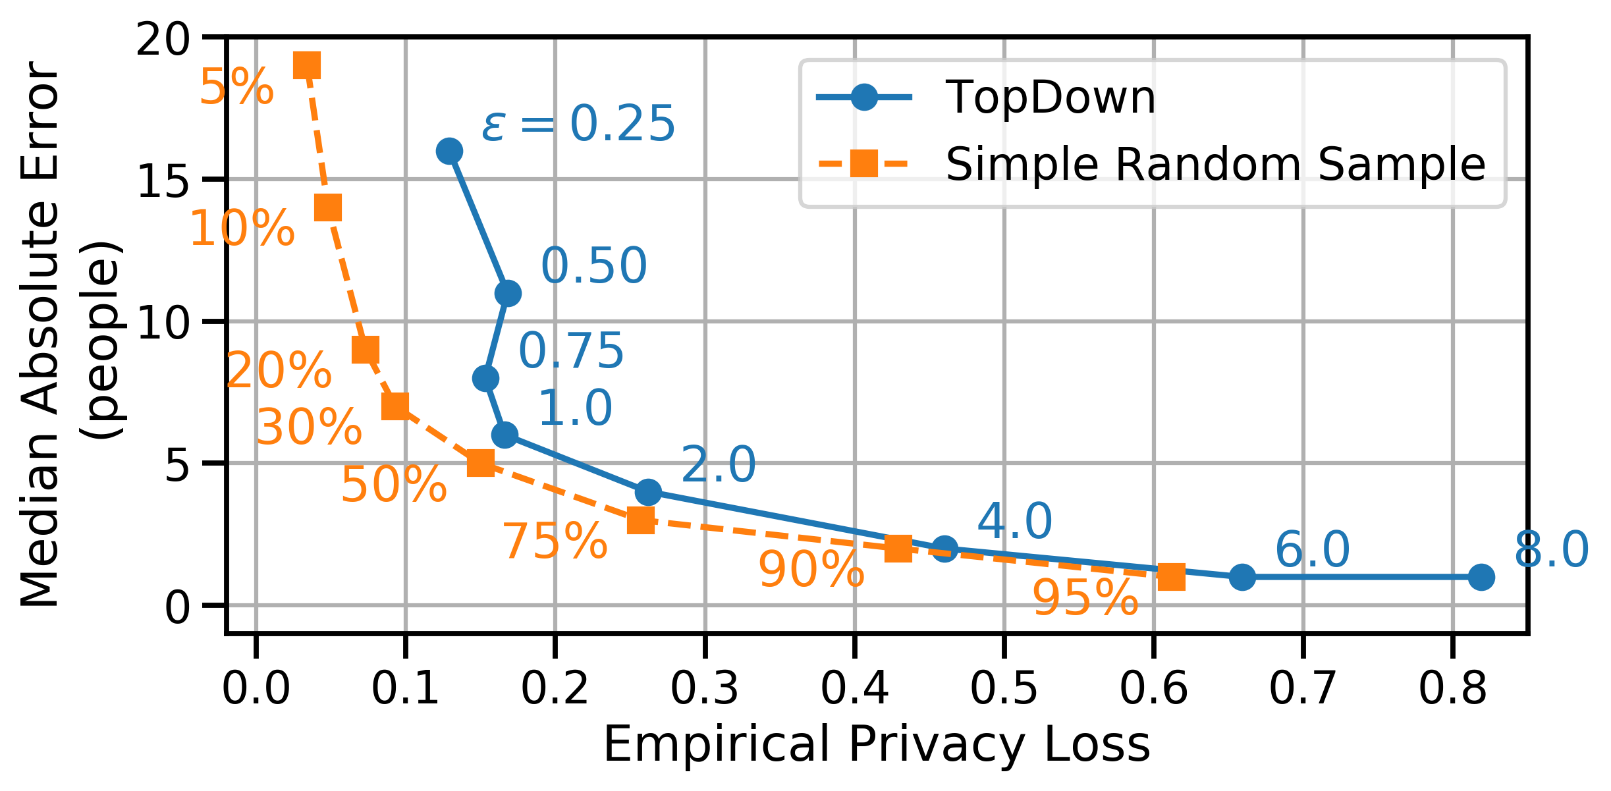 Median Absolute Error
(people)
20
15
10
5
0
5%
10%
20%
30%
50%
75%
90%
95%
ε = 0.25
0.50
0.75
1.0
2.0
4.0
6.0
8.0
TopDown
Simple Random Sample
0.0 0.1 0.2 0.3 0.4 0.5 0.6 0.7 0.8
Empirical Privacy Loss